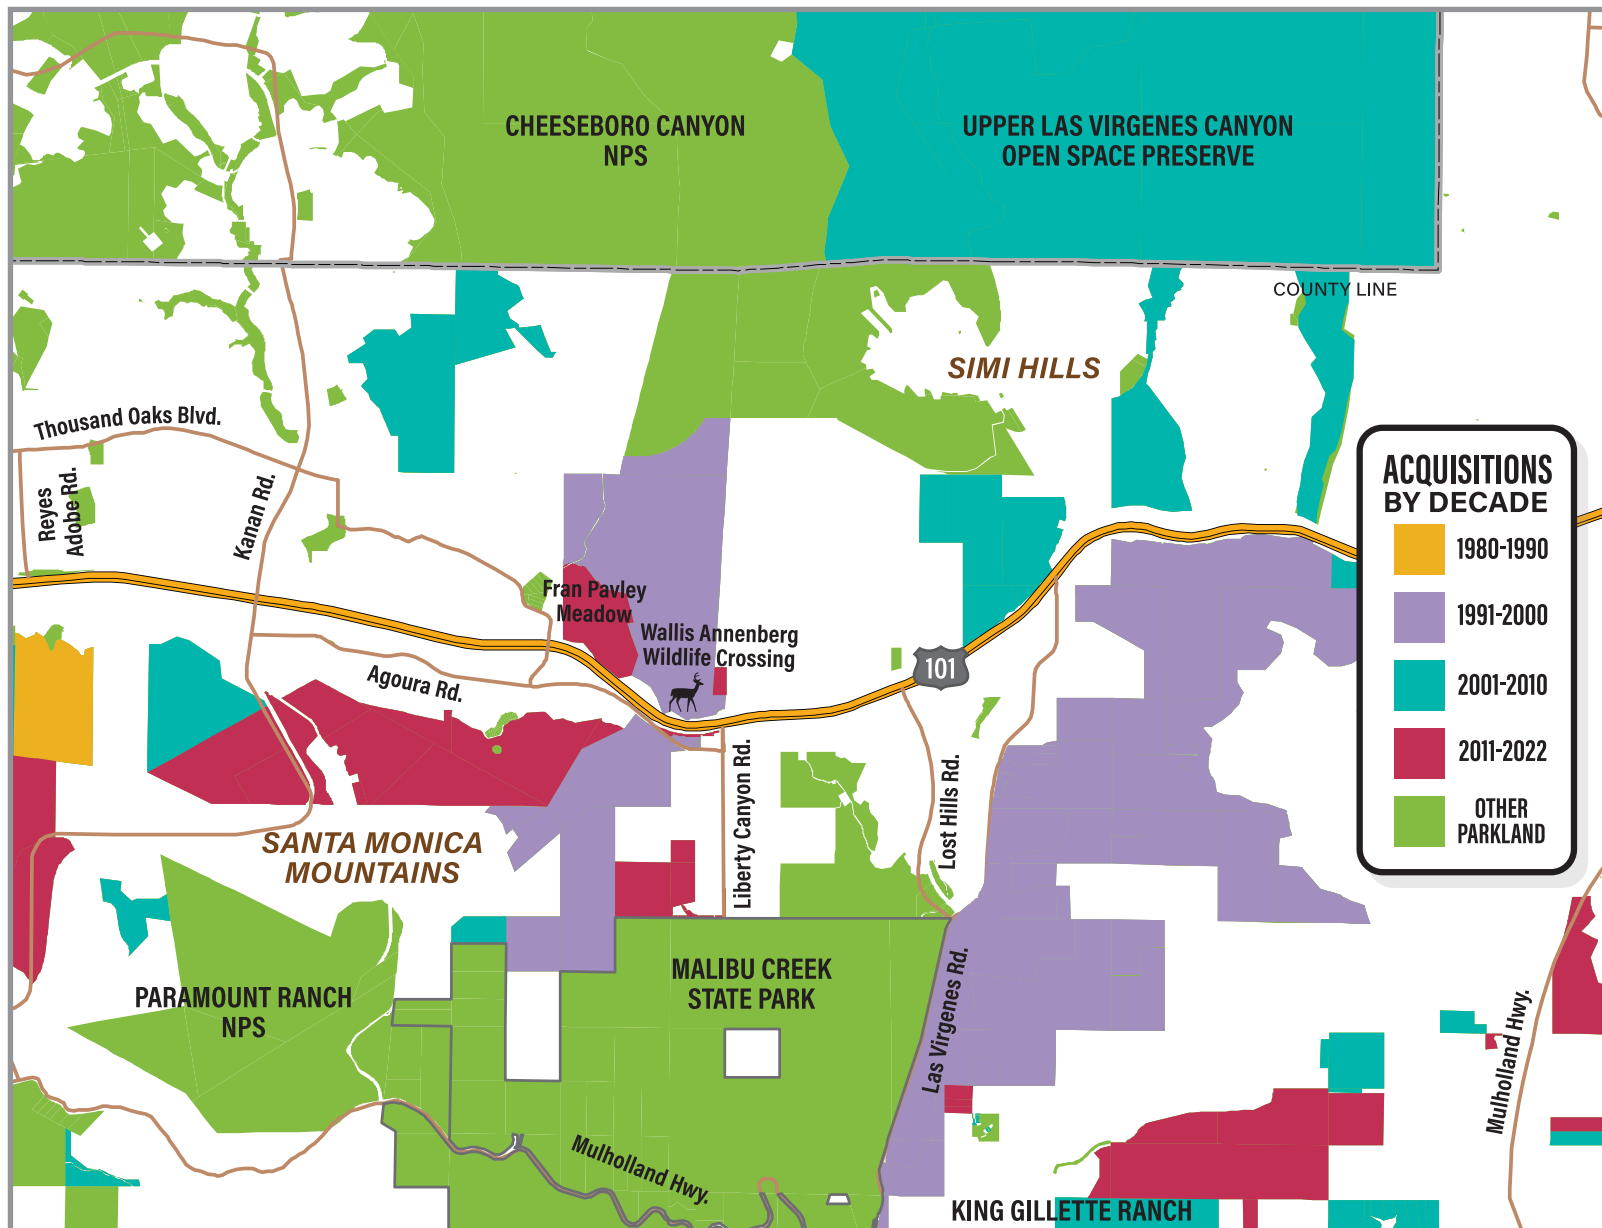 CHEESEBORO CANYON
NPS
UPPER LAS VIRGENES CANYON
OPEN SPACE PRESERVE
COUNTY LINE
SIMI HILLS
Thousand Oaks Blvd.
Reyes
Adobe Rd.
Kanan Rd.
ACQUISITIONS
BY DECADE
1980-1990
1991-2000
2001-2010
2011-2022
OTHER
PARKLAND
Fran Pavley
Meadow
Wallis Annenberg
Wildlife Crossing
101
Agoura Rd.
Liberty Canyon Rd.
Lost Hills Rd.
SANTA MONICA
MOUNTAINS
PARAMOUNT RANCH
NPS
MALIBU CREEK
STATE PARK
Las Virgenes Rd.
Mulholland Hwy.
Mulholland Hwy.
KING GILLETTE RANCH